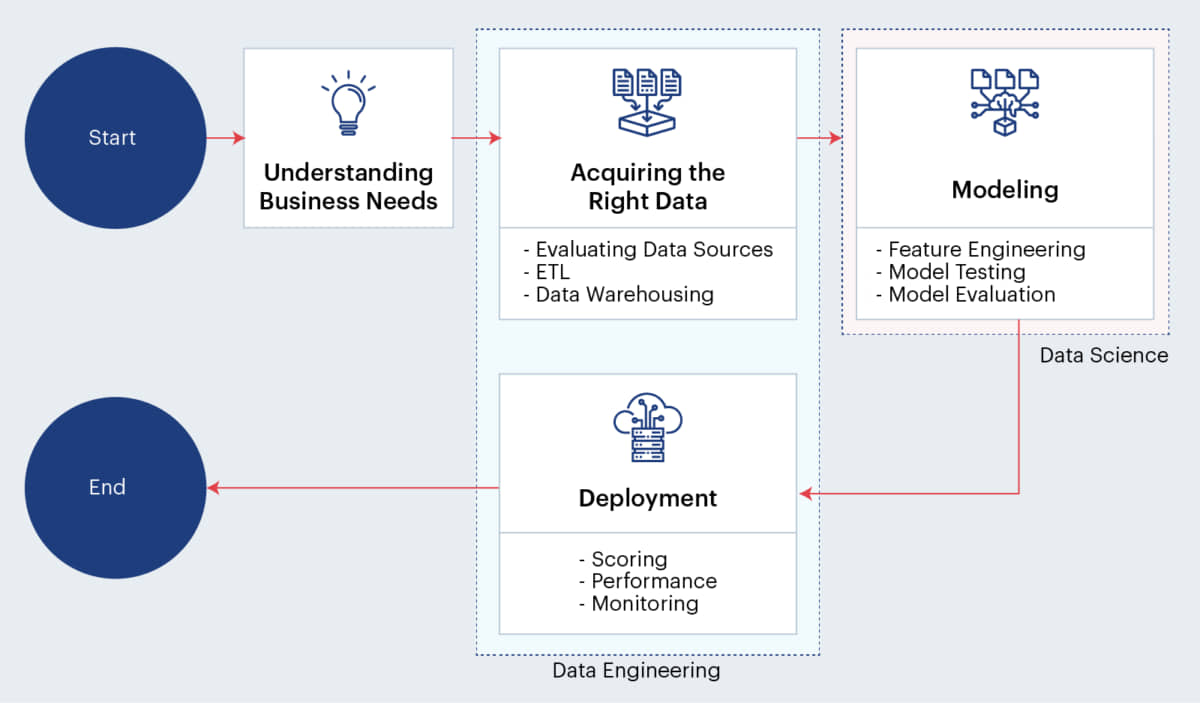 Start
Understanding
Business Needs
Acquiring the
Right Data
- Evaluating Data Sources
- ETL
- Data Warehousing
Modeling
- Feature Engineering
- Model Testing
- Model Evaluation
Data Science
Deployment
- Scoring
- Performance
- Monitoring
Data Engineering
End